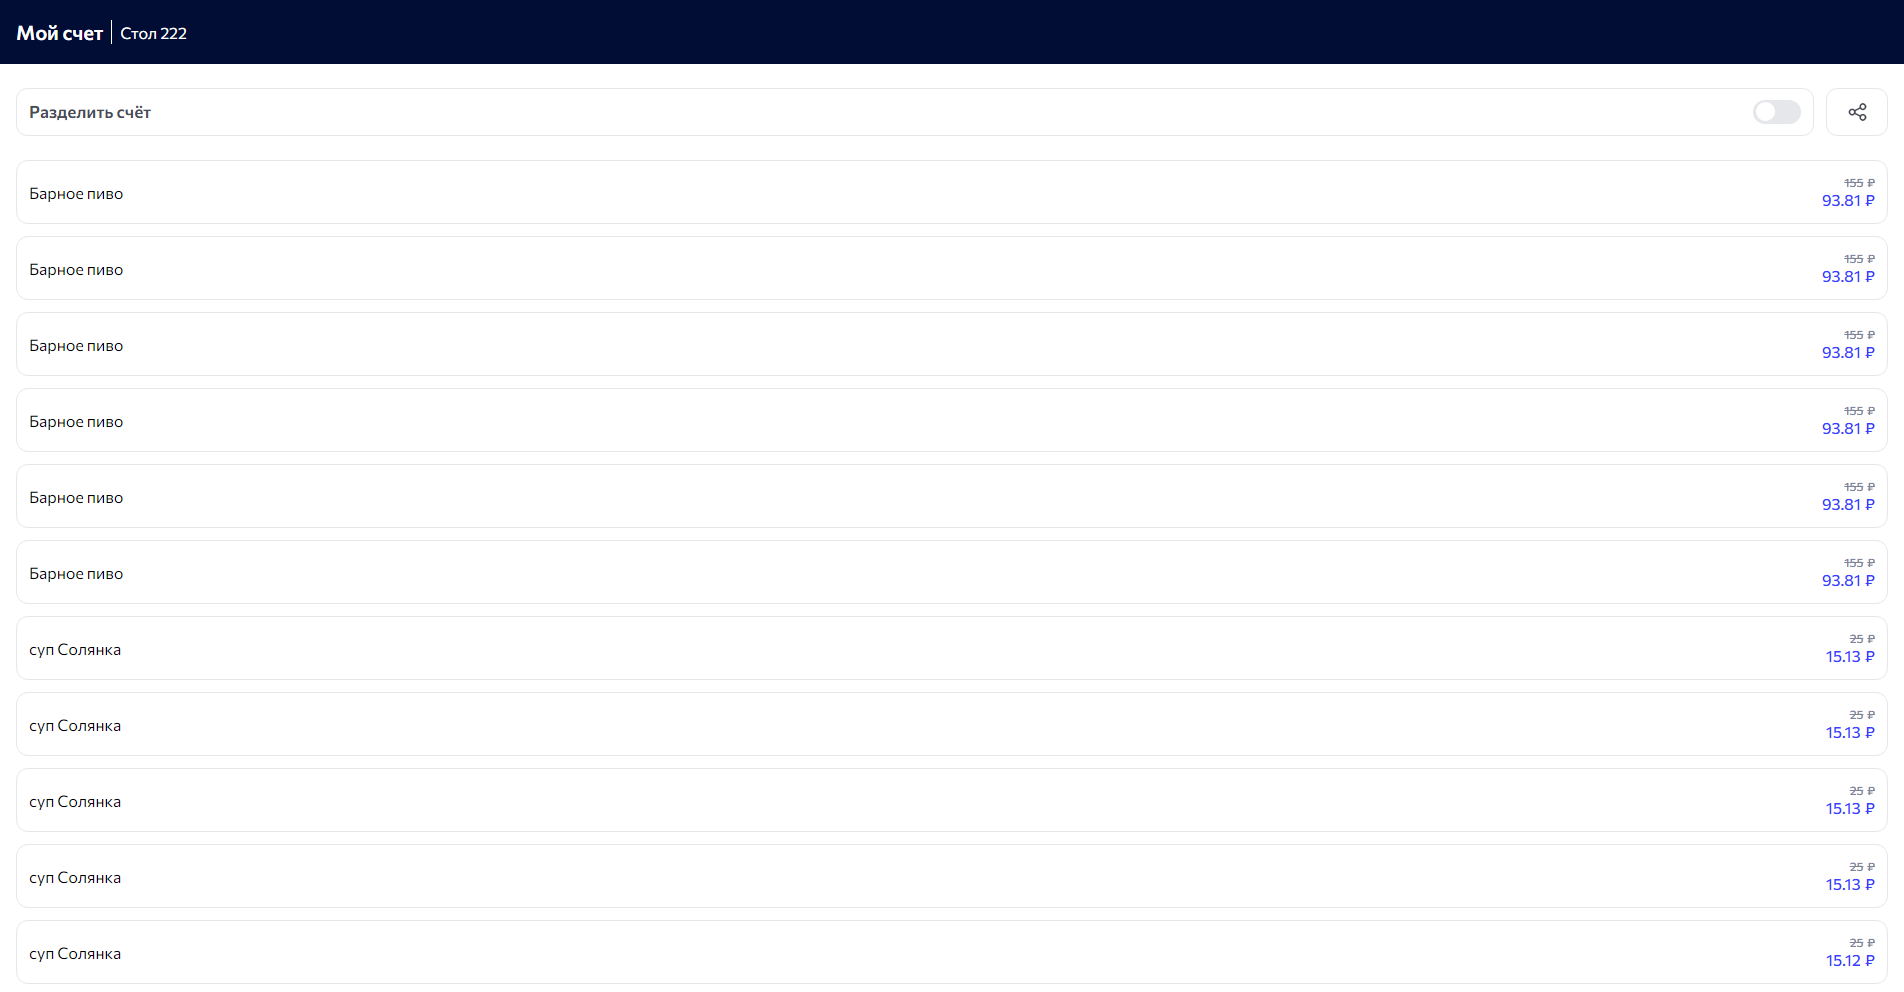 Мой счет
Стол 222
Разделить счёт
Барное пиво
155 ₽
93.81 ₽
Барное пиво
155 ₽
93.81 ₽
Барное пиво
155 ₽
93.81 ₽
Барное пиво
155 ₽
93.81 ₽
Барное пиво
155 ₽
93.81 ₽
Барное пиво
155 ₽
93.81 ₽
суп Солянка
25 ₽
15.13 ₽
суп Солянка
25 ₽
15.13 ₽
суп Солянка
25 ₽
15.13 ₽
суп Солянка
25 ₽
15.13 ₽
суп Солянка
25 ₽
15.12 ₽